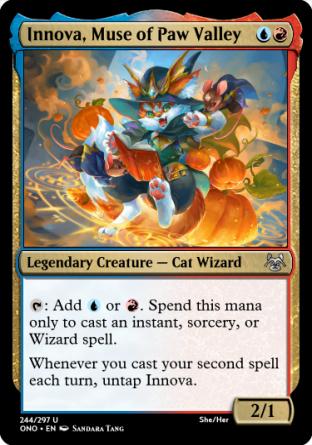 Innova, Muse of Paw Valley
Legendary Creature — Cat Wizard
: Add or . Spend this mana
only to cast an instant, sorcery, or
Wizard spell.
Whenever you cast your second spell
each turn, untap Innova.
2/1
244/297 U
She/Her
ONO • EN Sandara Tang